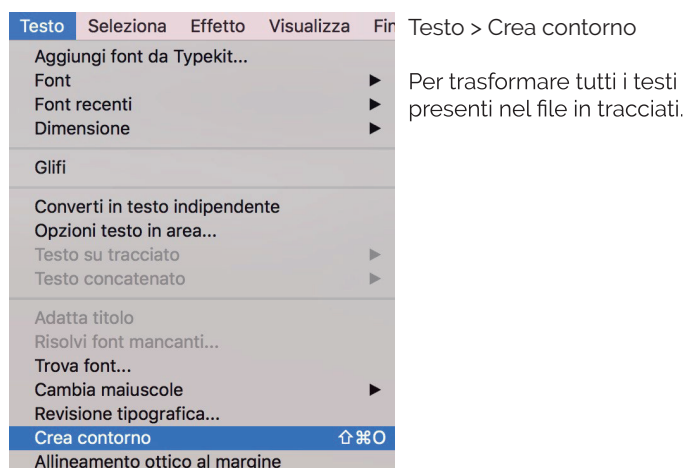 Testo Seleziona Effetto Visualizza Fin
Aggiungi font da Typekit...
Font ▶
Font recenti ▶
Dimensione ▶
Glifi
Converti in testo indipendente
Opzioni testo in area...
Testo su tracciato ▶
Testo concatenato ▶
Adatta titolo
Risolvi font mancanti...
Trova font...
Cambia maiuscole ▶
Revisione tipografica...
Crea contorno ⇧⌘O
Allineamento ottico al margine
Testo > Crea contorno
Per trasformare tutti i testi
presenti nel file in tracciati.